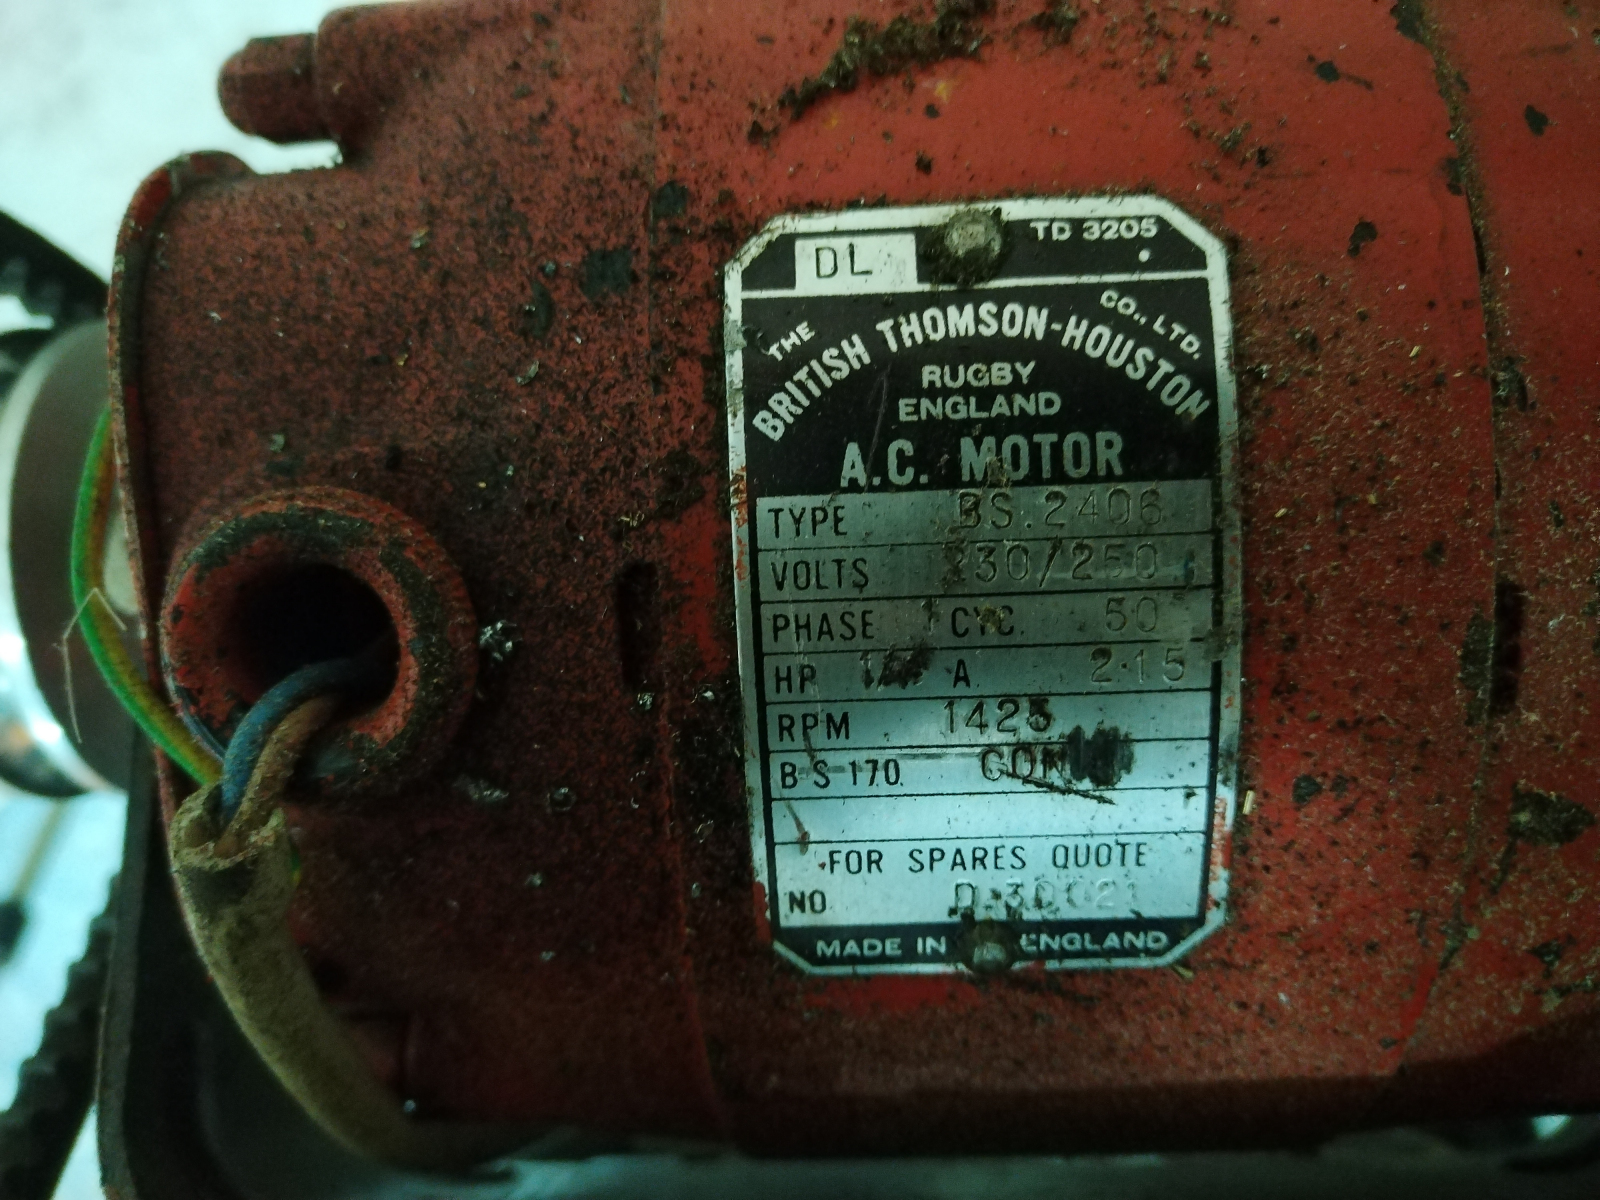 DL TD 3205
THE BRITISH THOMSON-HOUSTON CO., LTD.
RUGBY
ENGLAND
A.C. MOTOR
TYPE BS.2406
VOLTS 230/250
PHASE 1 CYC. 50
HP A 2.15
RPM 1425
B S 170.
FOR SPARES QUOTE
NO
MADE IN ENGLAND